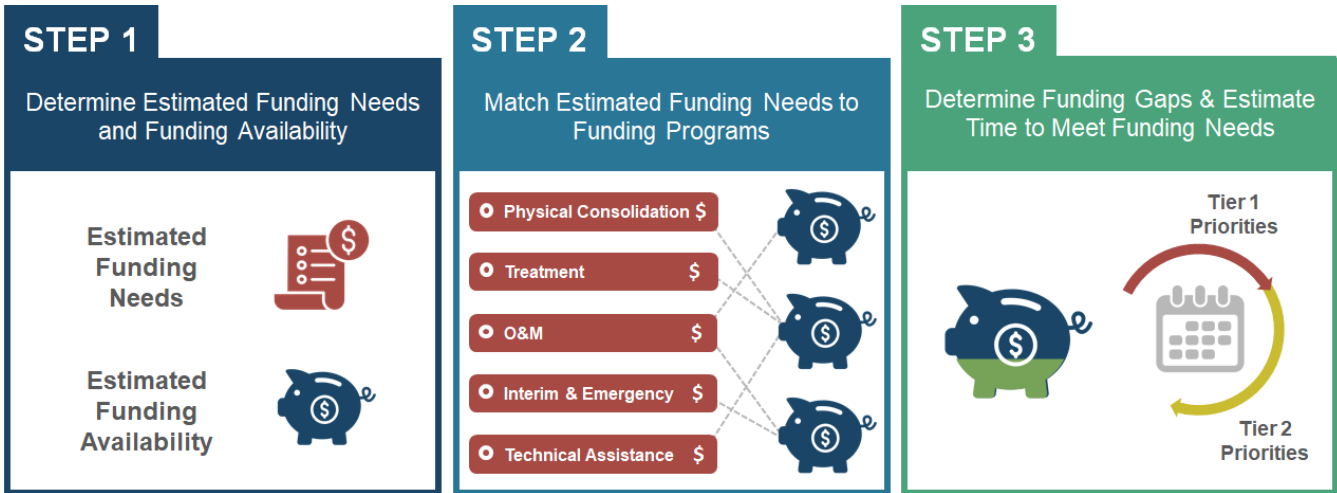 STEP 1
Determine Estimated Funding Needs
and Funding Availability
Estimated
Funding
Needs
$
Estimated
Funding
Availability
$
STEP 2
Match Estimated Funding Needs to
Funding Programs
Physical Consolidation $
Treatment $
O&M $
Interim & Emergency $
Technical Assistance $
$
$
$
STEP 3
Determine Funding Gaps & Estimate
Time to Meet Funding Needs
Tier 1
Priorities
$
Tier 2
Priorities